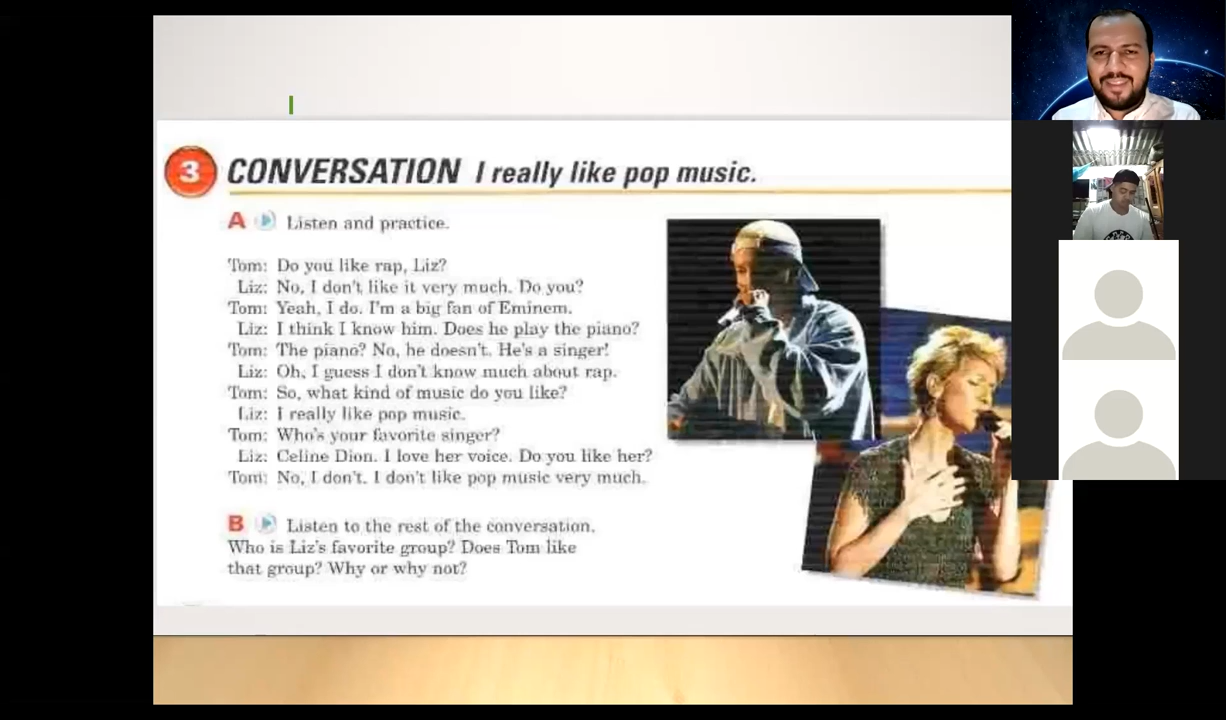 3 CONVERSATION I really like pop music.
A Listen and practice.
Tom: Do you like rap, Liz?
Liz: No, I don't like it very much. Do you?
Tom: Yeah, I do. I'm a big fan of Eminem.
Liz: I think I know him. Does he play the piano?
Tom: The piano? No, he doesn't. He's a singer!
Liz: Oh, I guess I don't know much about rap.
Tom: So, what kind of music do you like?
Liz: I really like pop music.
Tom: Who's your favorite singer?
Liz: Celine Dion. I love her voice. Do you like her?
Tom: No, I don't. I don't like pop music very much.
B Listen to the rest of the conversation.
Who is Liz's favorite group? Does Tom like
that group? Why or why not?